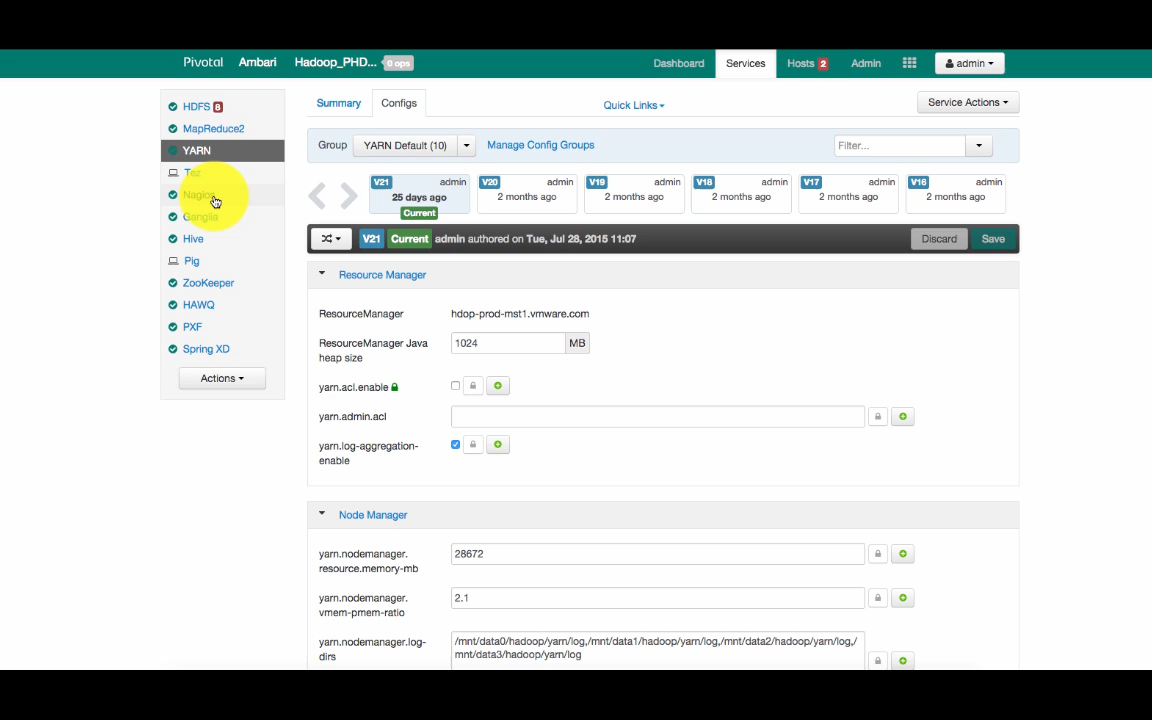 Pivotal Ambari Hadoop_PHD... 0 ops Dashboard Services Hosts 2 Admin admin
HDFS 8
MapReduce2
YARN
Tez
Nagios
Ganglia
Hive
Pig
ZooKeeper
HAWQ
PXF
Spring XD
Actions
Summary Configs Quick Links Service Actions
Group YARN Default (10) Manage Config Groups Filter...
V21 admin
25 days ago
Current
V20 admin
2 months ago
V19 admin
2 months ago
V18 admin
2 months ago
V17 admin
2 months ago
V16 admin
2 months ago
V21 Current admin authored on Tue, Jul 28, 2015 11:07 Discard Save
Resource Manager
ResourceManager hdop-prod-mst1.vmware.com
ResourceManager Java
heap size
1024 MB
yarn.acl.enable
yarn.admin.acl
yarn.log-aggregation-
enable
Node Manager
yarn.nodemanager.
resource.memory-mb
28672
yarn.nodemanager.
vmem-pmem-ratio
2.1
yarn.nodemanager.log-
dirs
/mnt/data0/hadoop/yarn/log,/mnt/data1/hadoop/yarn/log,/mnt/data2/hadoop/yarn/log,/
mnt/data3/hadoop/yarn/log